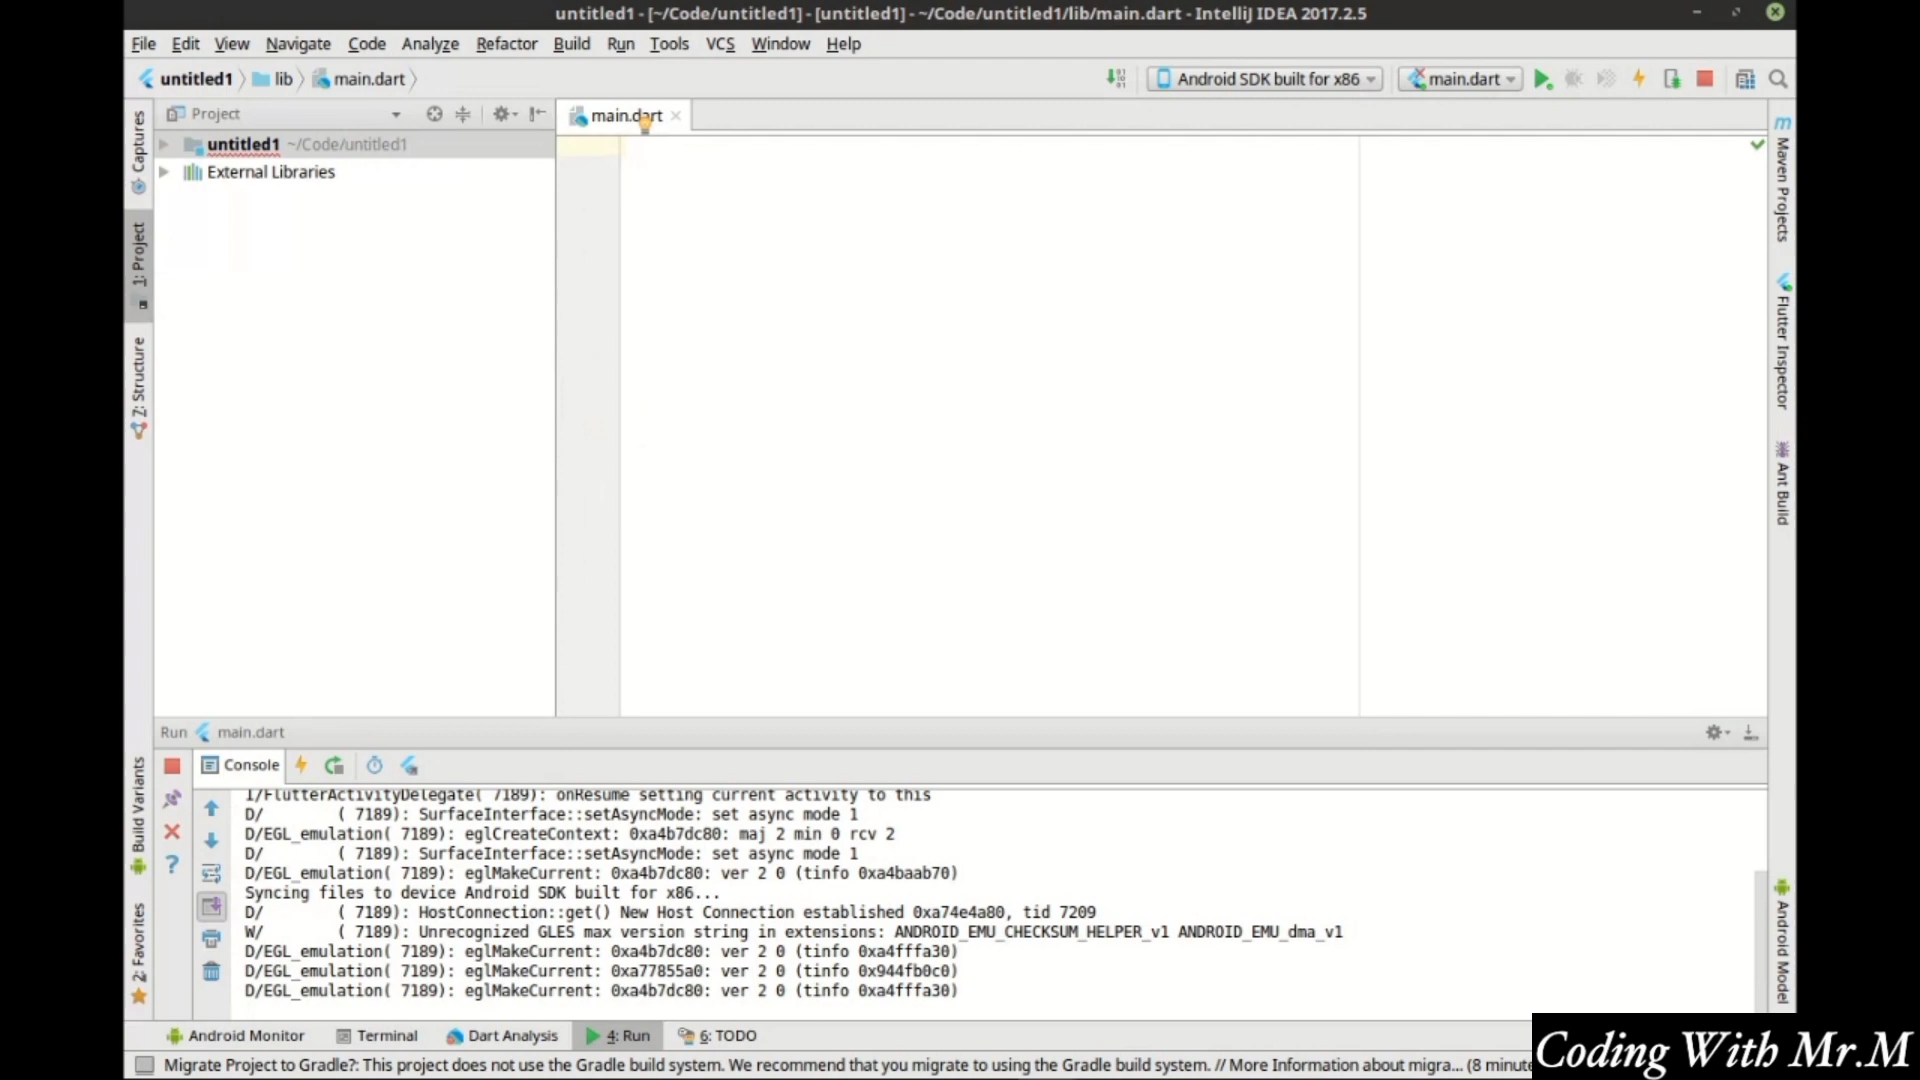 untitled1 - [~/Code/untitled1] - [untitled1] - ~/Code/untitled1/lib/main.dart - IntelliJ IDEA 2017.2.5
File Edit View Navigate Code Analyze Refactor Build Run Tools VCS Window Help
untitled1 lib main.dart Android SDK built for x86 main.dart
Project main.dart
untitled1 ~/Code/untitled1
External Libraries
Captures
1: Project
7: Structure
Build Variants
2: Favorites
Maven Projects
Flutter Inspector
Ant Build
Android Model
Run main.dart
Console
I/FlutterActivityDelegate( 7189): onResume setting current activity to this
D/ ( 7189): SurfaceInterface::setAsyncMode: set async mode 1
D/EGL_emulation( 7189): eglCreateContext: 0xa4b7dc80: maj 2 min 0 rcv 2
D/ ( 7189): SurfaceInterface::setAsyncMode: set async mode 1
D/EGL_emulation( 7189): eglMakeCurrent: 0xa4b7dc80: ver 2 0 (tinfo 0xa4baab70)
Syncing files to device Android SDK built for x86...
D/ ( 7189): HostConnection::get() New Host Connection established 0xa74e4a80, tid 7209
W/ ( 7189): Unrecognized GLES max version string in extensions: ANDROID_EMU_CHECKSUM_HELPER_v1 ANDROID_EMU_dma_v1
D/EGL_emulation( 7189): eglMakeCurrent: 0xa4b7dc80: ver 2 0 (tinfo 0xa4fffa30)
D/EGL_emulation( 7189): eglMakeCurrent: 0xa77855a0: ver 2 0 (tinfo 0x944fb0c0)
D/EGL_emulation( 7189): eglMakeCurrent: 0xa4b7dc80: ver 2 0 (tinfo 0xa4fffa30)
Android Monitor Terminal Dart Analysis 4: Run 6: TODO
Migrate Project to Gradle?: This project does not use the Gradle build system. We recommend that you migrate to using the Gradle build system. // More Information about migra... (8 minute
Coding With Mr.M